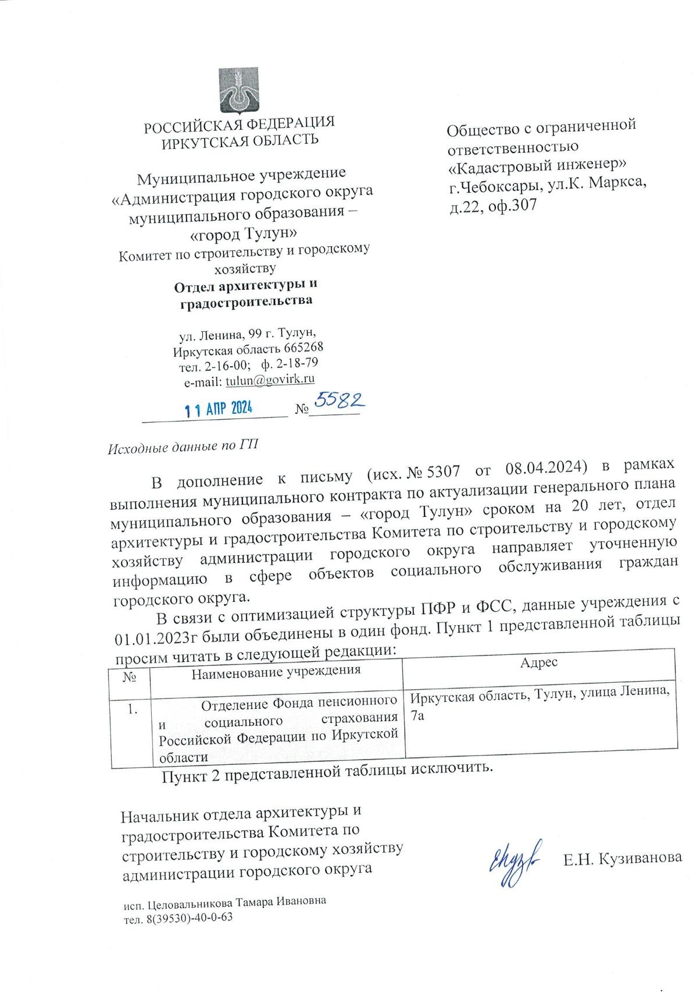 РОССИЙСКАЯ ФЕДЕРАЦИЯ
ИРКУТСКАЯ ОБЛАСТЬ
Муниципальное учреждение
«Администрация городского округа
муниципального образования –
«город Тулун»
Комитет по строительству и городскому
хозяйству
Отдел архитектуры и
градостроительства
ул. Ленина, 99 г. Тулун,
Иркутская область 665268
тел. 2-16-00; ф. 2-18-79
e-mail: tulun@govirk.ru
11 АПР 2024 № 5582
Общество с ограниченной
ответственностью
«Кадастровый инженер»
г.Чебоксары, ул.К. Маркса,
д.22, оф.307
Исходные данные по ГП
В дополнение к письму (исх. № 5307 от 08.04.2024) в рамках
выполнения муниципального контракта по актуализации генерального плана
муниципального образования – «город Тулун» сроком на 20 лет, отдел
архитектуры и градостроительства Комитета по строительству и городскому
хозяйству администрации городского округа направляет уточненную
информацию в сфере объектов социального обслуживания граждан
городского округа.
В связи с оптимизацией структуры ПФР и ФСС, данные учреждения с
01.01.2023г были объединены в один фонд. Пункт 1 представленной таблицы
просим читать в следующей редакции:
№ Наименование учреждения Адрес
1. Отделение Фонда пенсионного Иркутская область, Тулун, улица Ленина,
и социального страхования 7а
Российской Федерации по Иркутской
области
Пункт 2 представленной таблицы исключить.
Начальник отдела архитектуры и
градостроительства Комитета по
строительству и городскому хозяйству
администрации городского округа Е.Н. Кузиванова
исп. Целовальникова Тамара Ивановна
тел. 8(39530)-40-0-63